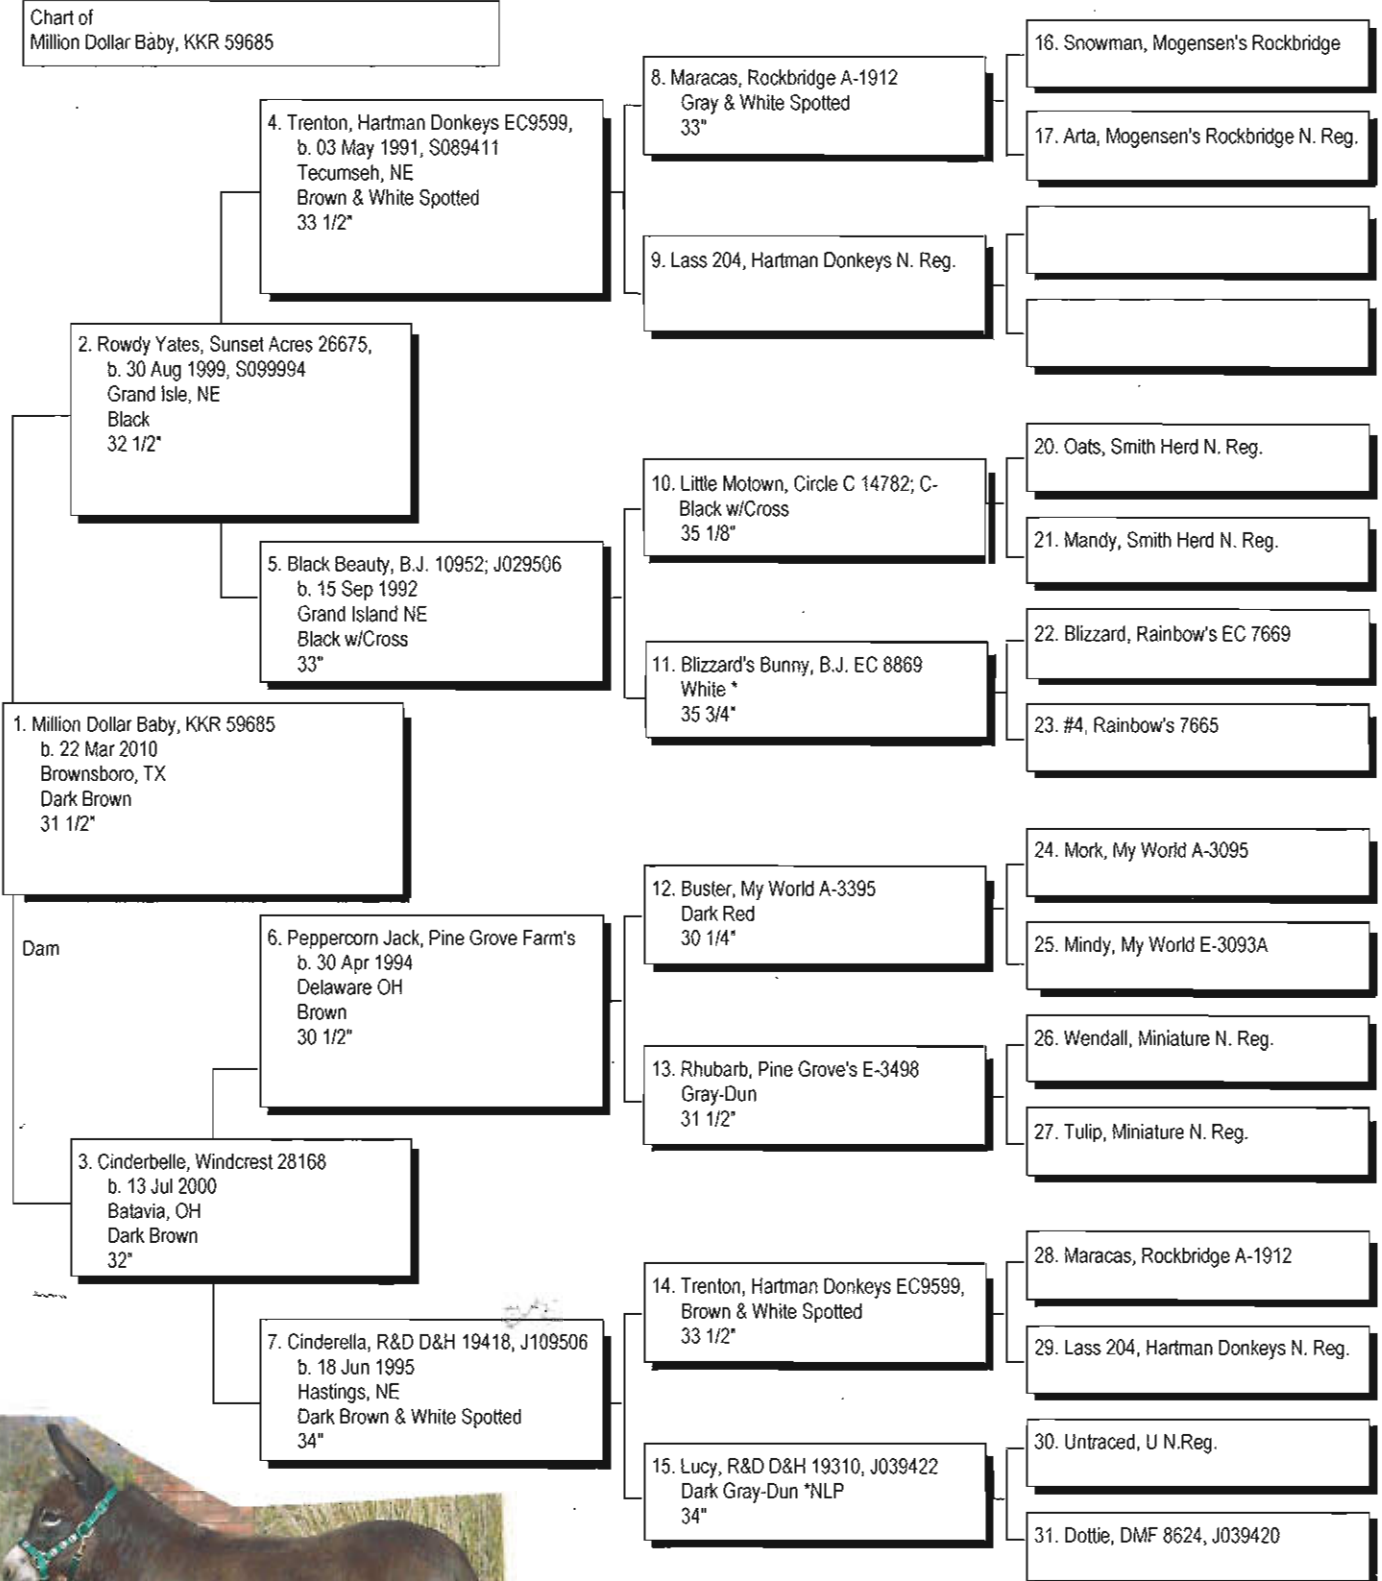 Chart of
Million Dollar Baby, KKR 59685
1. Million Dollar Baby, KKR 59685
b. 22 Mar 2010
Brownsboro, TX
Dark Brown
31 1/2"
Dam
2. Rowdy Yates, Sunset Acres 26675,
b. 30 Aug 1999, S099994
Grand Isle, NE
Black
32 1/2"
3. Cinderbelle, Windcrest 28168
b. 13 Jul 2000
Batavia, OH
Dark Brown
32"
4. Trenton, Hartman Donkeys EC9599,
b. 03 May 1991, S089411
Tecumseh, NE
Brown & White Spotted
33 1/2"
5. Black Beauty, B.J. 10952; J029506
b. 15 Sep 1992
Grand Island NE
Black w/Cross
33"
6. Peppercorn Jack, Pine Grove Farm's
b. 30 Apr 1994
Delaware OH
Brown
30 1/2"
7. Cinderella, R&D D&H 19418, J109506
b. 18 Jun 1995
Hastings, NE
Dark Brown & White Spotted
34"
8. Maracas, Rockbridge A-1912
Gray & White Spotted
33"
9. Lass 204, Hartman Donkeys N. Reg.
10. Little Motown, Circle C 14782; C-
Black w/Cross
35 1/8"
11. Blizzard's Bunny, B.J. EC 8869
White *
35 3/4"
12. Buster, My World A-3395
Dark Red
30 1/4"
13. Rhubarb, Pine Grove's E-3498
Gray-Dun
31 1/2"
14. Trenton, Hartman Donkeys EC9599,
Brown & White Spotted
33 1/2"
15. Lucy, R&D D&H 19310, J039422
Dark Gray-Dun *NLP
34"
16. Snowman, Mogensen's Rockbridge
17. Arta, Mogensen's Rockbridge N. Reg.
20. Oats, Smith Herd N. Reg.
21. Mandy, Smith Herd N. Reg.
22. Blizzard, Rainbow's EC 7669
23. #4, Rainbow's 7665
24. Mork, My World A-3095
25. Mindy, My World E-3093A
26. Wendall, Miniature N. Reg.
27. Tulip, Miniature N. Reg.
28. Maracas, Rockbridge A-1912
29. Lass 204, Hartman Donkeys N. Reg.
30. Untraced, U N.Reg.
31. Dottie, DMF 8624, J039420